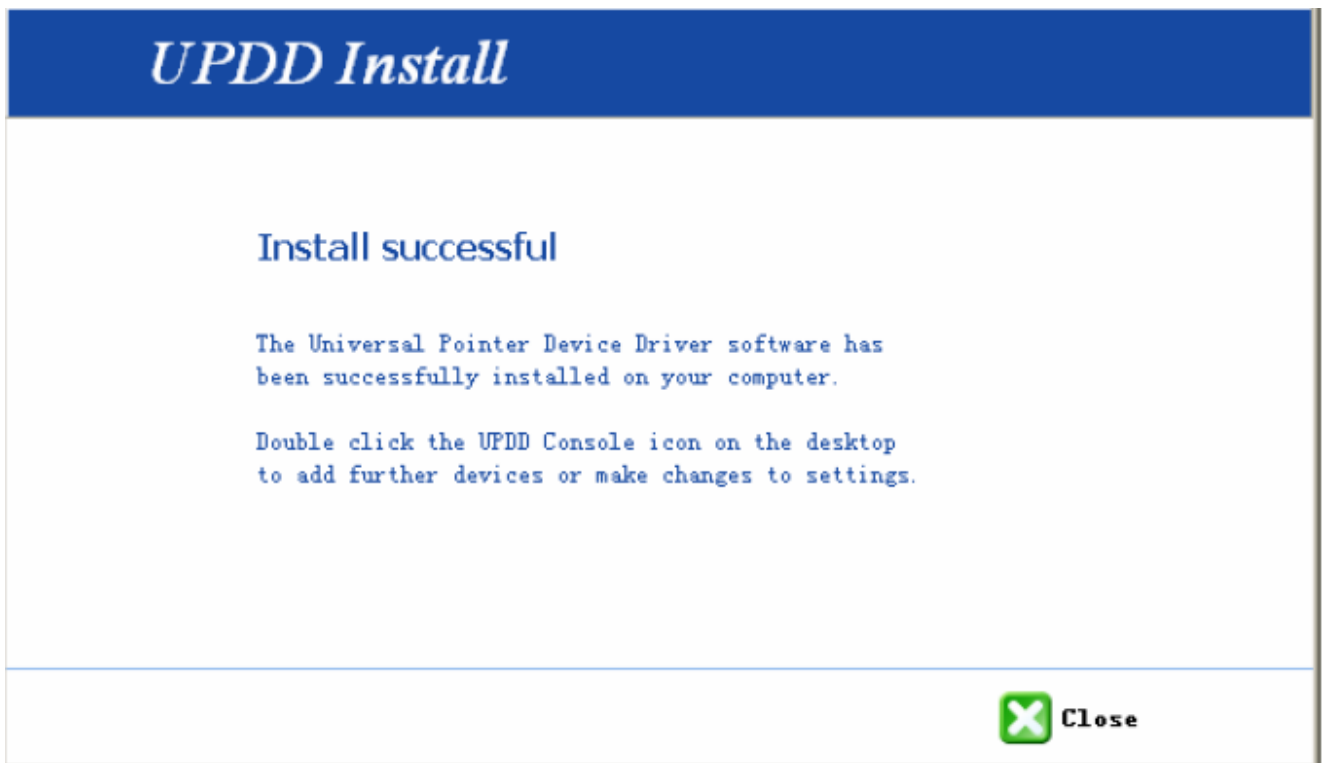 UPDD Install
Install successful
The Universal Pointer Device Driver software has
been successfully installed on your computer.
Double click the UPDD Console icon on the desktop
to add further devices or make changes to settings.
Close